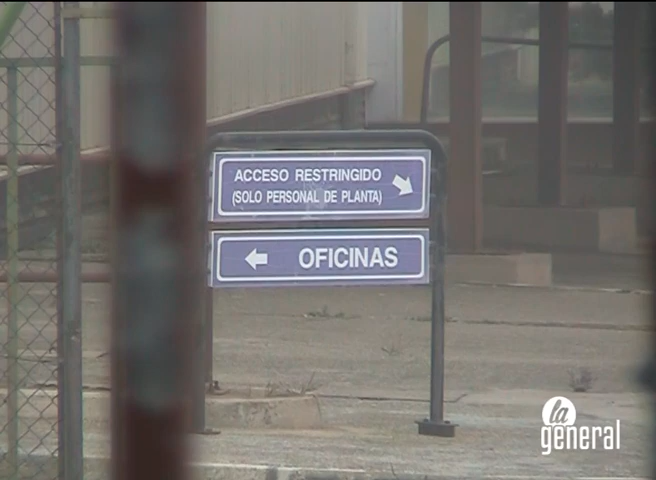 ACCESO RESTRINGIDO
(SOLO PERSONAL DE PLANTA)
OFICINAS
la
general